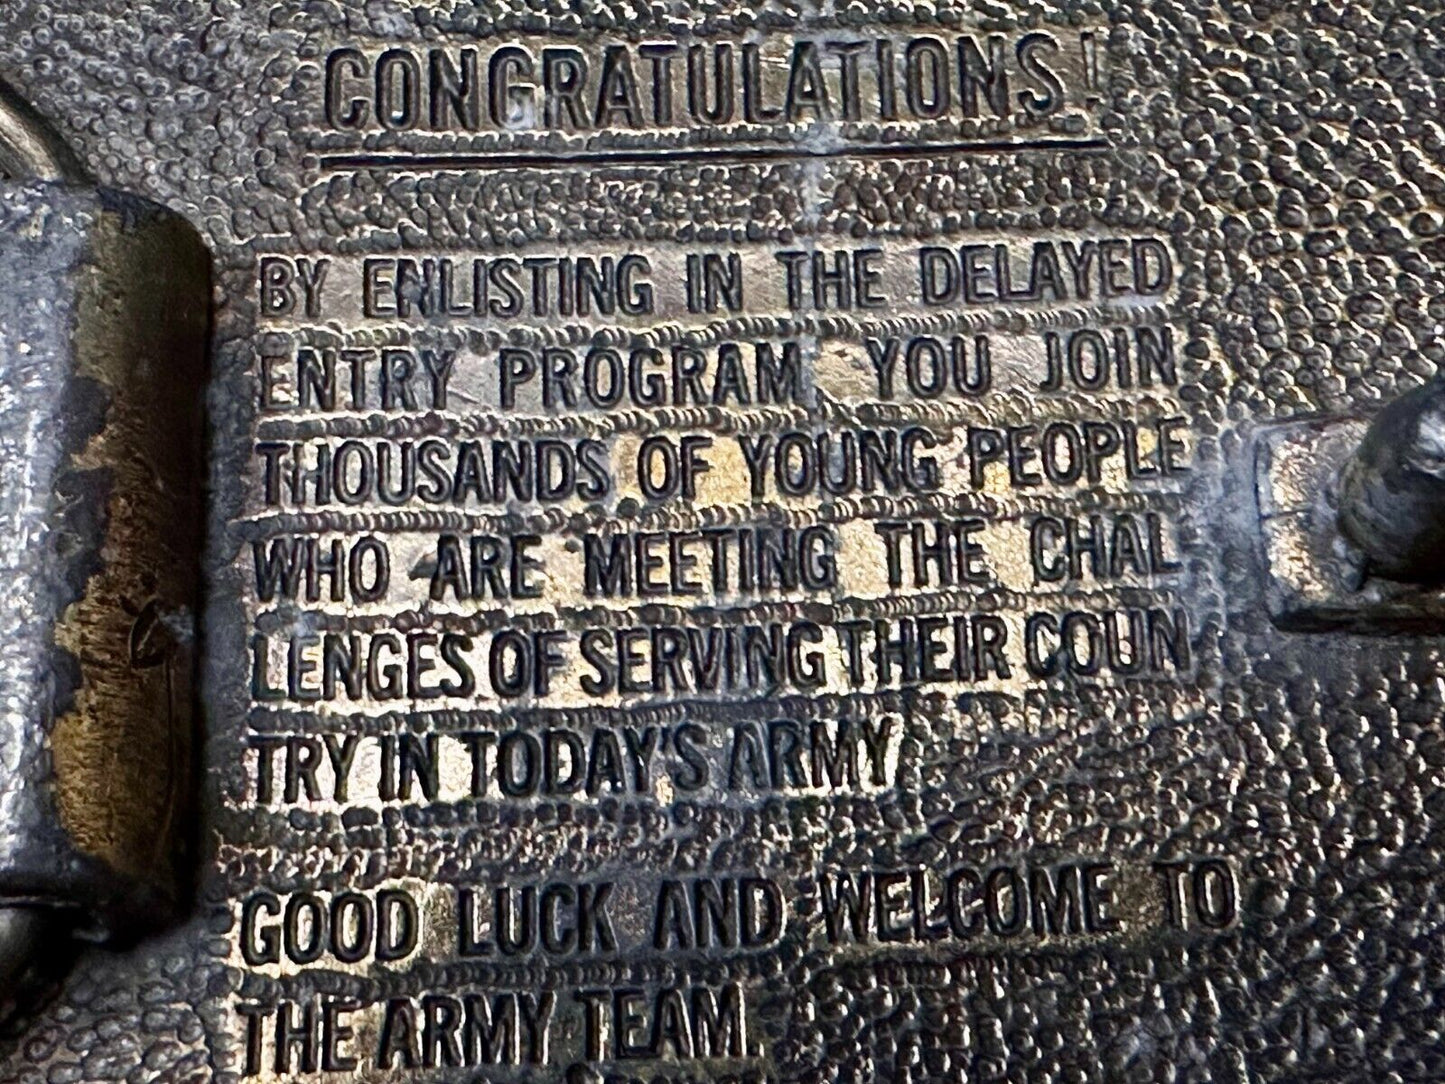 CONGRATULATIONS!
BY ENLISTING IN THE DELAYED
ENTRY PROGRAM YOU JOIN
THOUSANDS OF YOUNG PEOPLE
WHO ARE MEETING THE CHAL
LENGES OF SERVING THEIR COUN
TRY IN TODAY'S ARMY
GOOD LUCK AND WELCOME TO
THE ARMY TEAM.